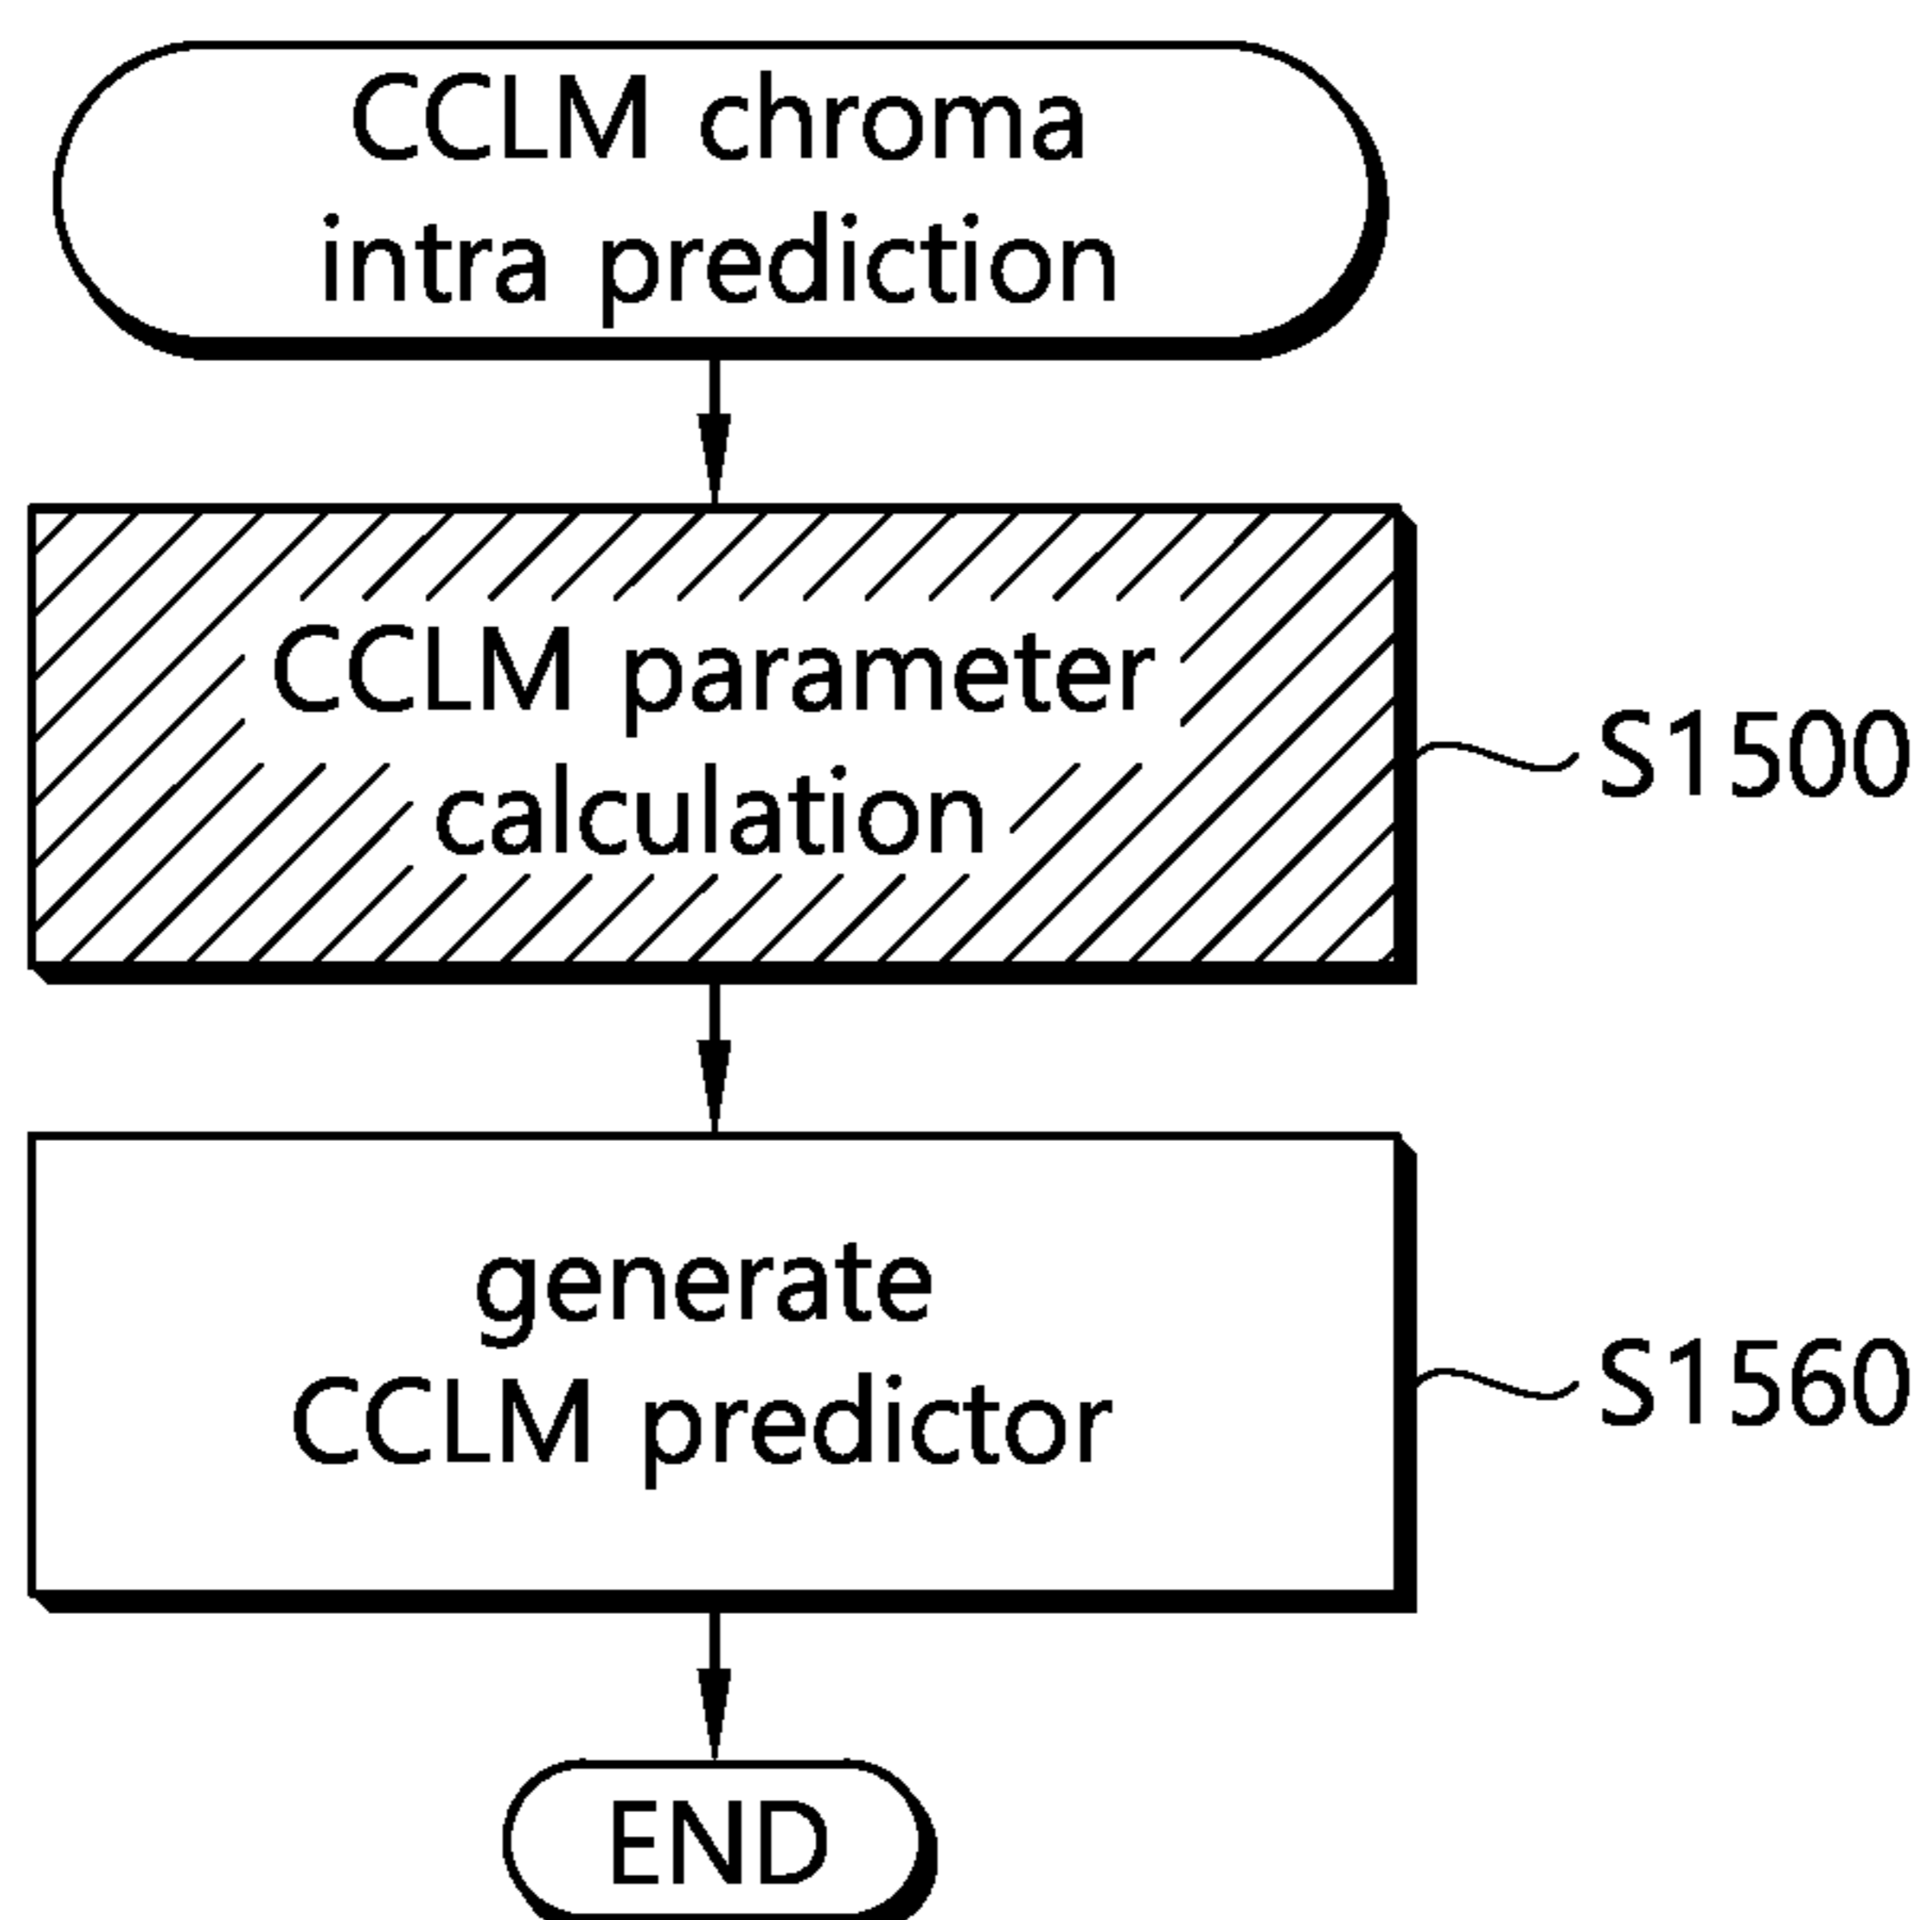 CCLM chroma
intra prediction
CCLM parameter
calculation
S1500
generate
CCLM predictor
S1560
END